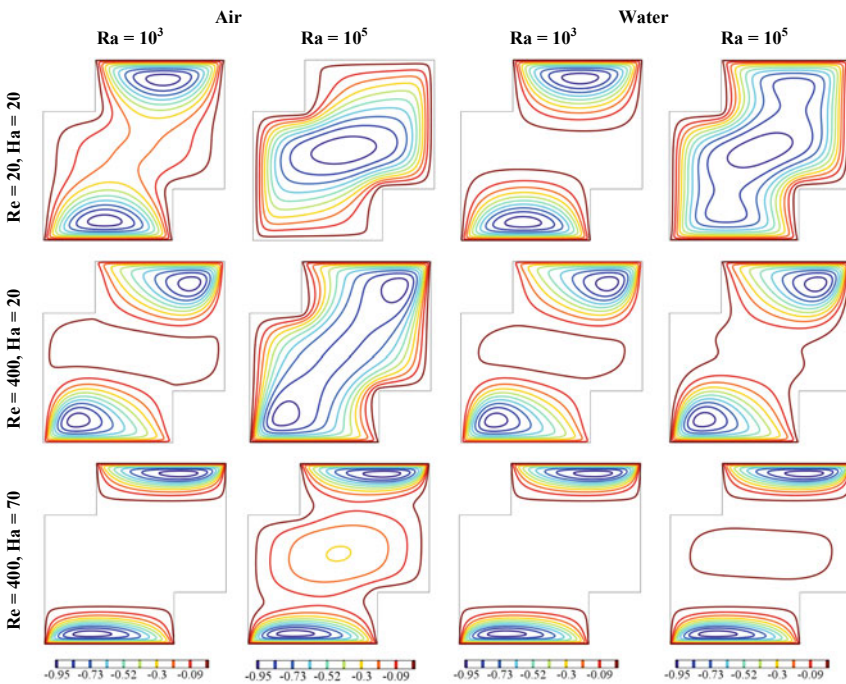 Air Water
Ra = 10³ Ra = 10⁵ Ra = 10³ Ra = 10⁵
Re = 20, Ha = 20
Re = 400, Ha = 20
Re = 400, Ha = 70
-0.95 -0.73 -0.52 -0.3 -0.09 -0.95 -0.73 -0.52 -0.3 -0.09 -0.95 -0.73 -0.52 -0.3 -0.09 -0.95 -0.73 -0.52 -0.3 -0.09